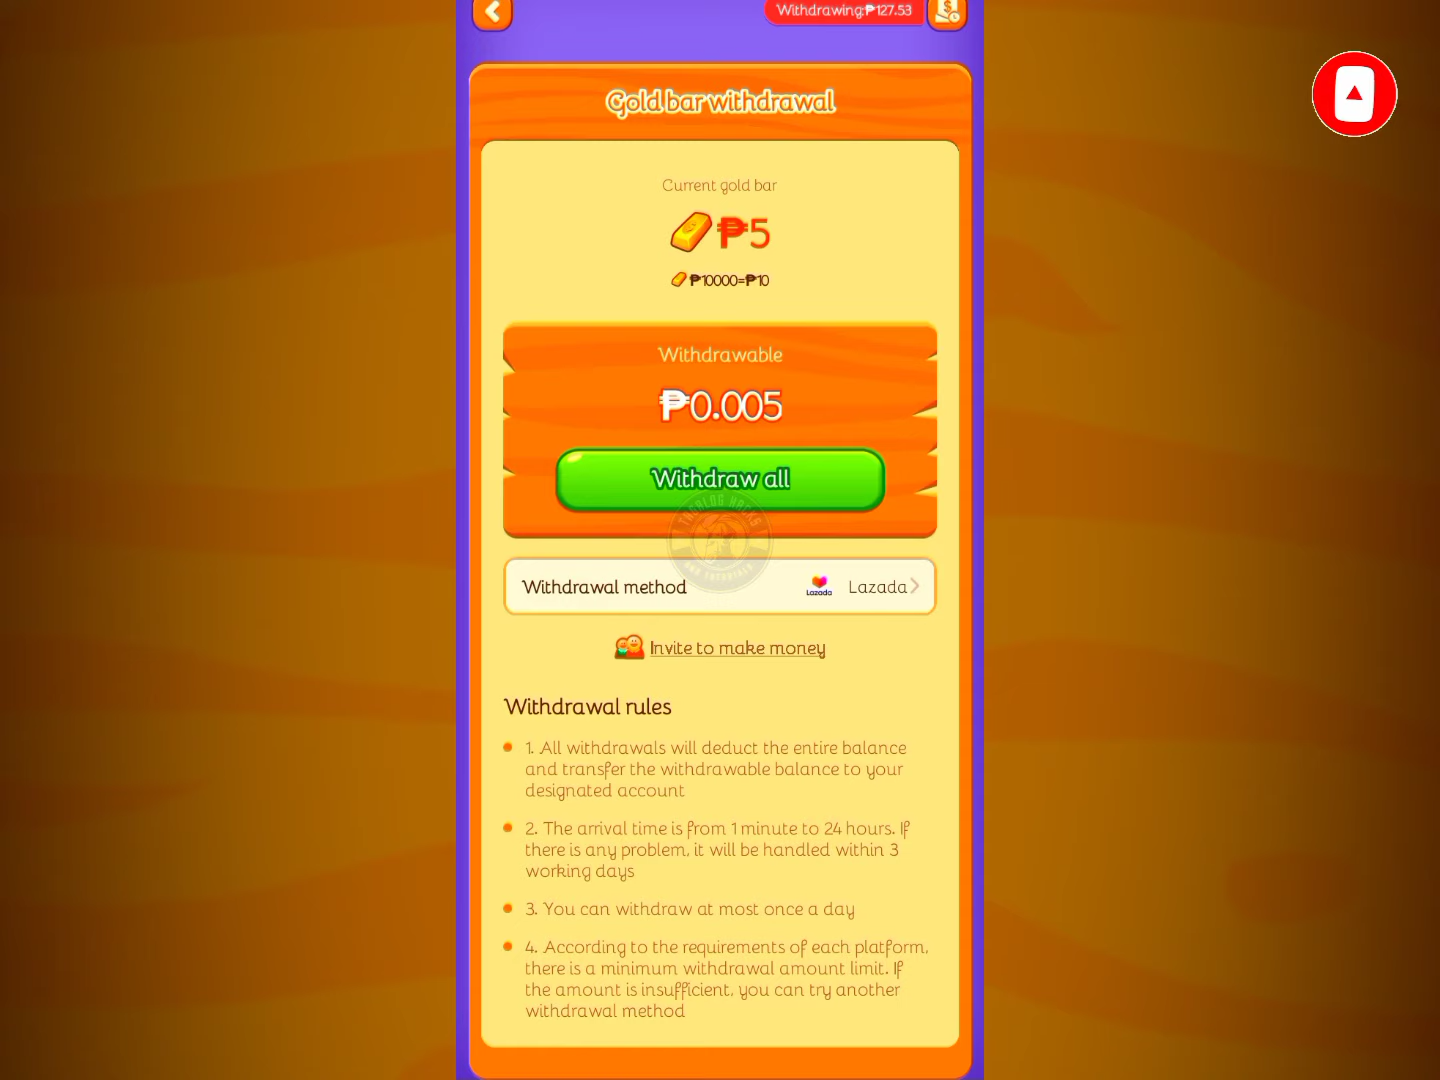 Withdrawing:₱127.53
Gold bar withdrawal
Current gold bar
₱5
₱10000=₱10
Withdrawable
₱0.005
Withdraw all
TAGALOG HACKS
Withdrawal method
Lazada
Lazada
Invite to make money
Withdrawal rules
1. All withdrawals will deduct the entire balance
and transfer the withdrawable balance to your
designated account
2. The arrival time is from 1 minute to 24 hours. If
there is any problem, it will be handled within 3
working days
3. You can withdraw at most once a day
4. According to the requirements of each platform,
there is a minimum withdrawal amount limit. If
the amount is insufficient, you can try another
withdrawal method